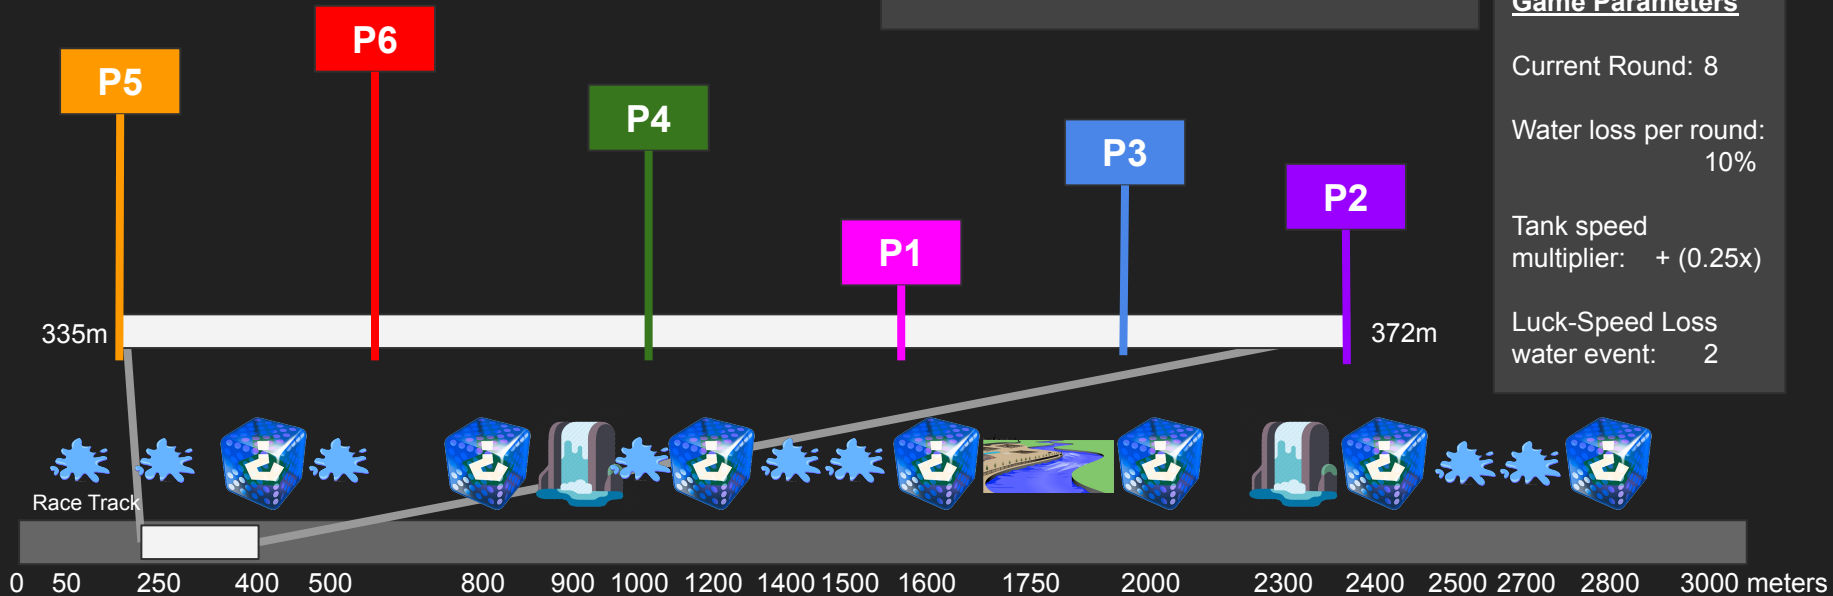 Game Parameters
Current Round: 8
Water loss per round:
10%
Tank speed
multiplier: + (0.25x)
Luck-Speed Loss
water event: 2
P5
P6
P4
P1
P3
P2
335m
372m
Race Track
0 50 250 400 500 800 900 1000 1200 1400 1500 1600 1750 2000 2300 2400 2500 2700 2800 3000 meters